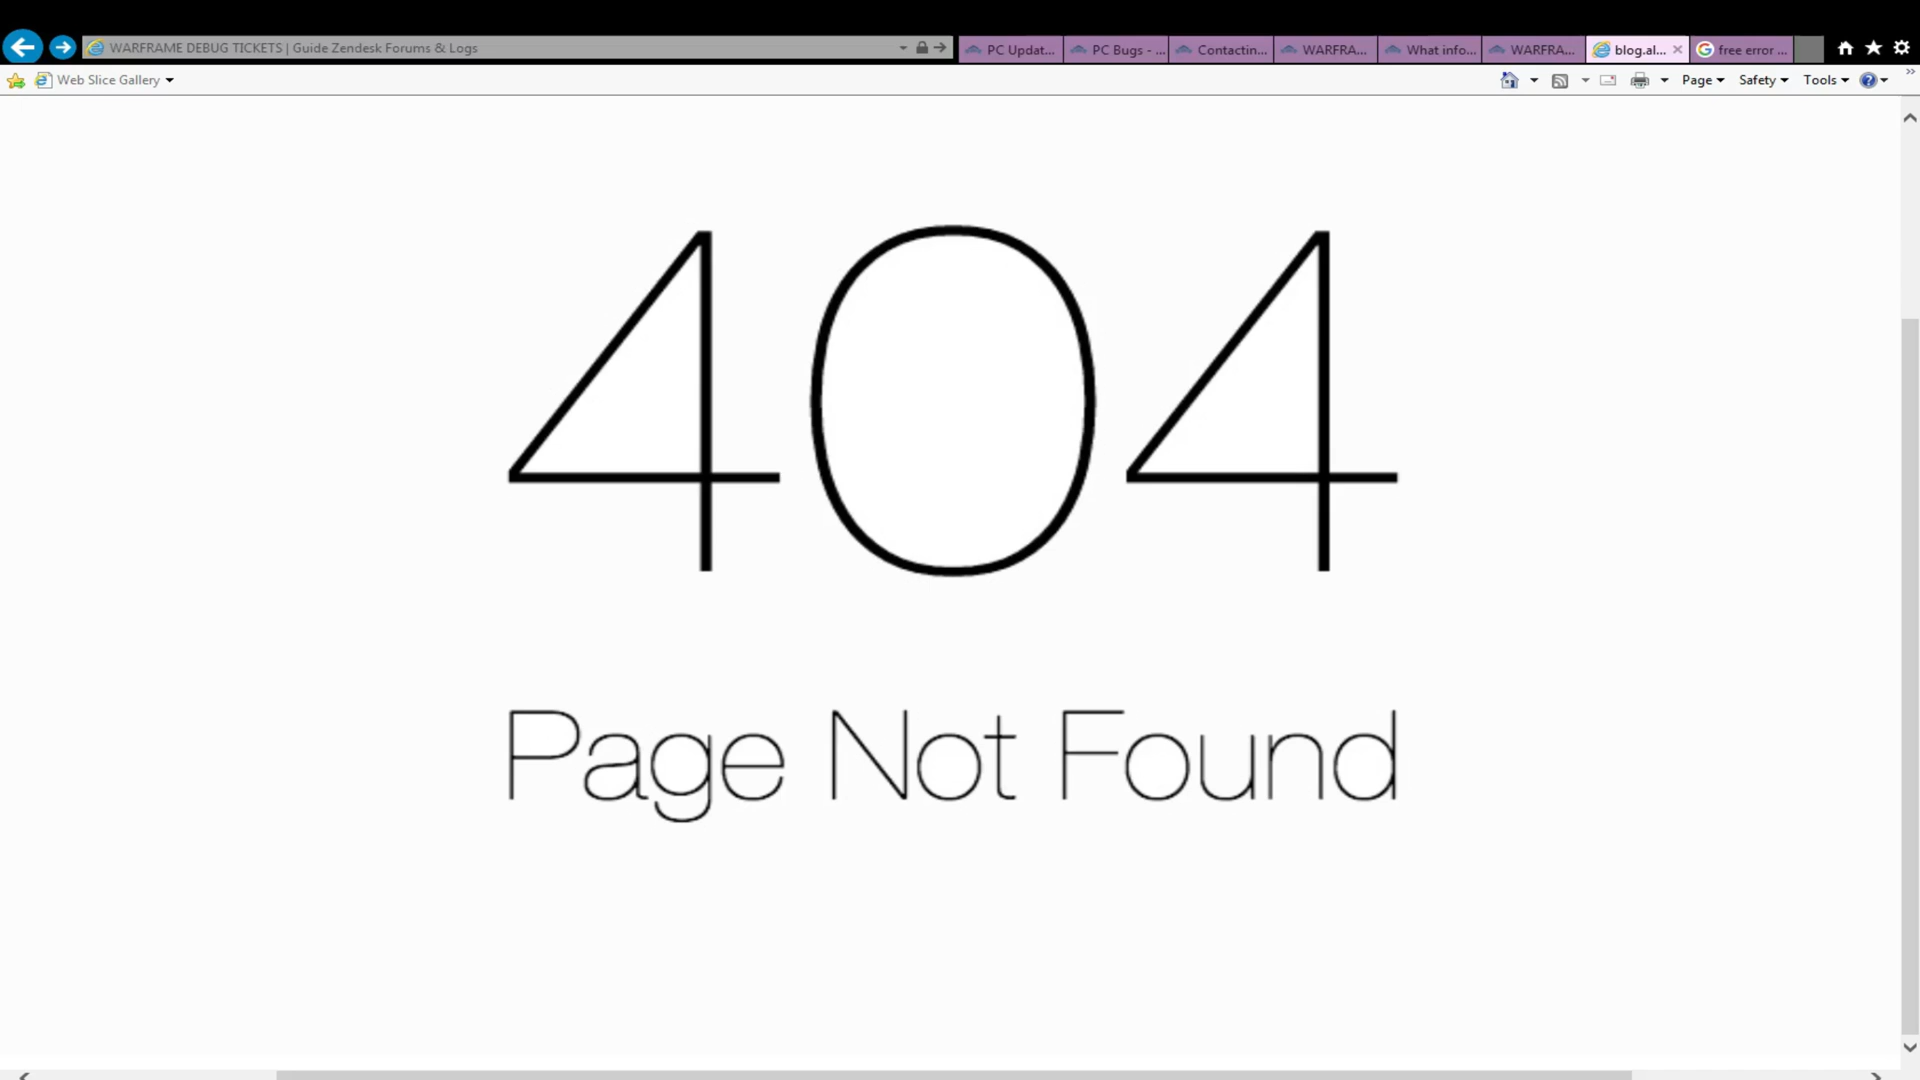 WARFRAME DEBUG TICKETS | Guide Zendesk Forums & Logs
PC Updat...
PC Bugs - ...
Contactin...
WARFRA...
What info...
WARFRA...
blog.al...
free error ...
Web Slice Gallery
Page
Safety
Tools
404
Page Not Found